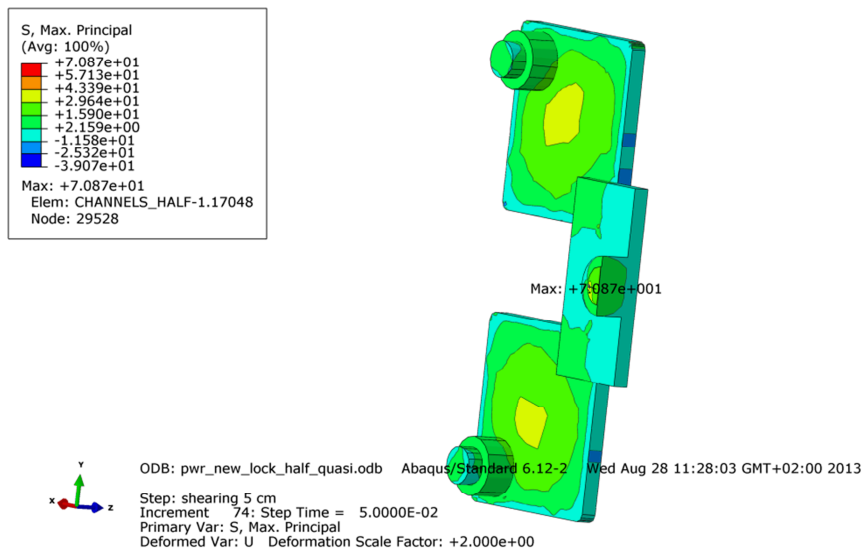 S, Max. Principal
(Avg: 100%)
+7.087e+01
+5.713e+01
+4.339e+01
+2.964e+01
+1.590e+01
+2.159e+00
-1.158e+01
-2.532e+01
-3.907e+01
Max: +7.087e+01
Elem: CHANNELS_HALF-1.17048
Node: 29528
Max: +7.087e+001
Y
X
Z
ODB: pwr_new_lock_half_quasi.odb Abaqus/Standard 6.12-2 Wed Aug 28 11:28:03 GMT+02:00 2013
Step: shearing 5 cm
Increment 74: Step Time = 5.0000E-02
Primary Var: S, Max. Principal
Deformed Var: U Deformation Scale Factor: +2.000e+00